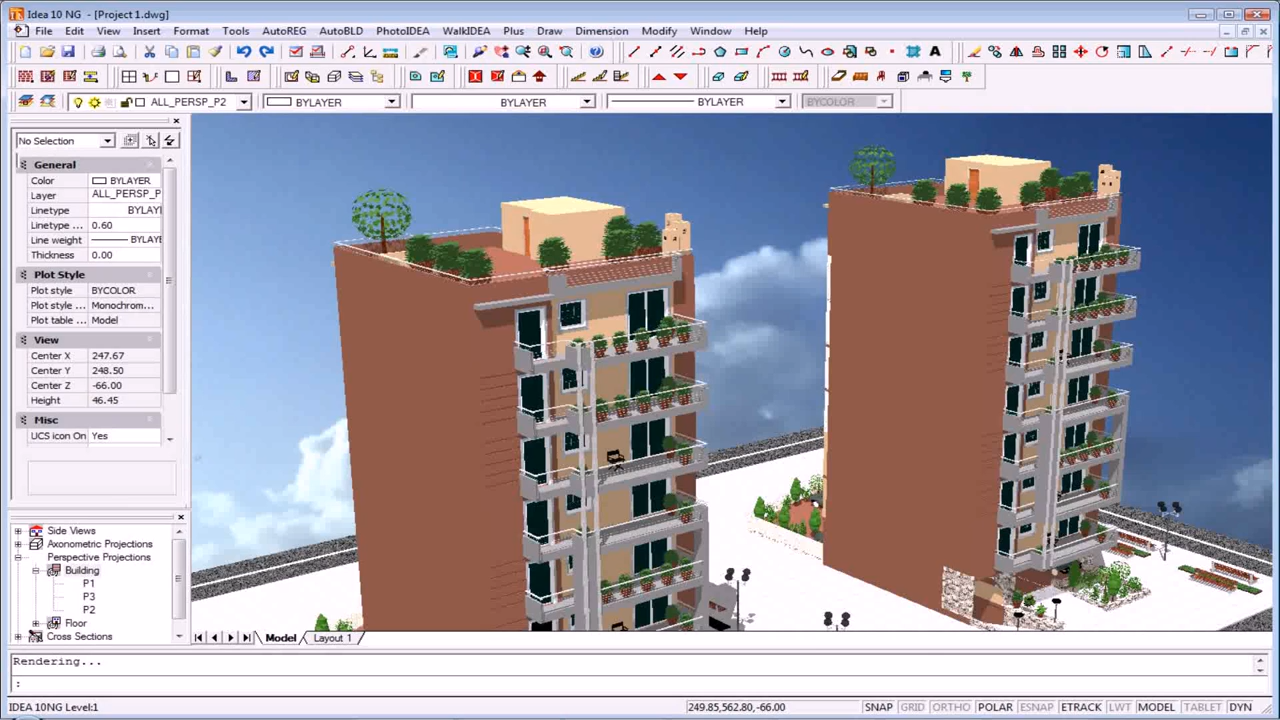 Idea 10 NG - [Project 1.dwg]
File Edit View Insert Format Tools AutoREG AutoBLD PhotoIDEA WalkIDEA Plus Draw Dimension Modify Window Help
ALL_PERSP_P2 BYLAYER BYLAYER BYLAYER BYCOLOR
No Selection
General
Color BYLAYER
Layer ALL_PERSP_P
Linetype BYLAYI
Linetype ... 0.60
Line weight BYLAYE
Thickness 0.00
Plot Style
Plot style BYCOLOR
Plot style ... Monochrom...
Plot table ... Model
View
Center X 247.67
Center Y 248.50
Center Z -66.00
Height 46.45
Misc
UCS icon On Yes
Side Views
Axonometric Projections
Perspective Projections
Building
P1
P3
P2
Floor
Cross Sections
Model Layout 1
Rendering...
:
IDEA 10NG Level:1 249.85,562.80,-66.00 SNAP GRID ORTHO POLAR ESNAP ETRACK LWT MODEL TABLET DYN